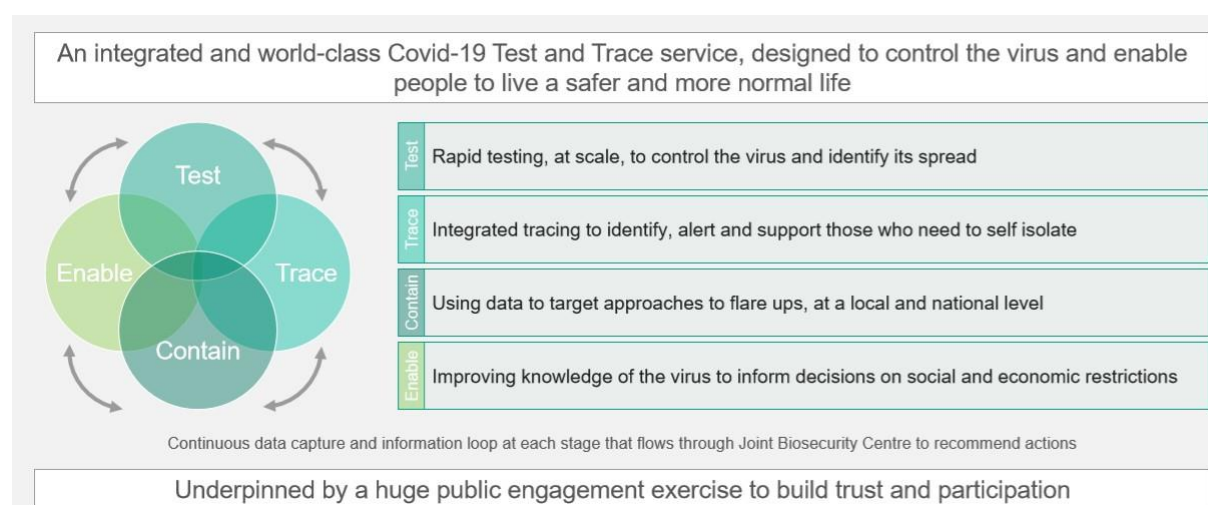 An integrated and world-class Covid-19 Test and Trace service, designed to control the virus and enable
people to live a safer and more normal life
Test
Enable
Trace
Contain
Test
Rapid testing, at scale, to control the virus and identify its spread
Trace
Integrated tracing to identify, alert and support those who need to self isolate
Contain
Using data to target approaches to flare ups, at a local and national level
Enable
Improving knowledge of the virus to inform decisions on social and economic restrictions
Continuous data capture and information loop at each stage that flows through Joint Biosecurity Centre to recommend actions
Underpinned by a huge public engagement exercise to build trust and participation